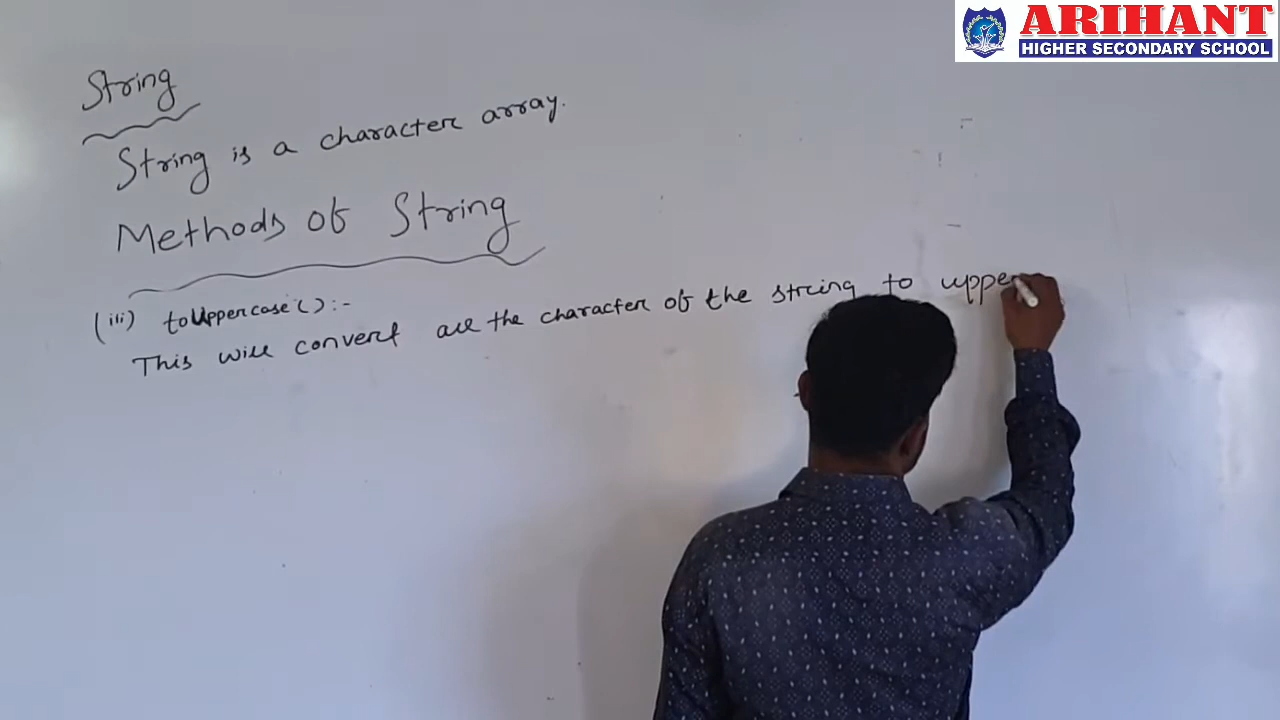 ARIHANT
HIGHER SECONDARY SCHOOL
String
String is a character array.
Methods of String
(iii) toUppercase():-
This will convert all the character of the string to uppe